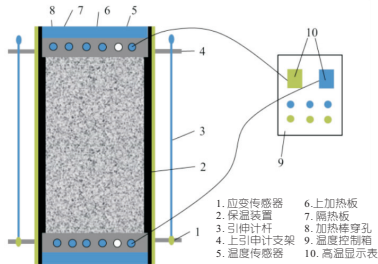 8 7 6 5
10
4
3
2
9
1
1. 应变传感器 6.上加热板
2. 保温装置 7. 隔热板
3. 引伸计杆 8. 加热棒穿孔
4. 上引申计支架 9. 温度控制箱
5. 温度传感器 10. 高温显示表